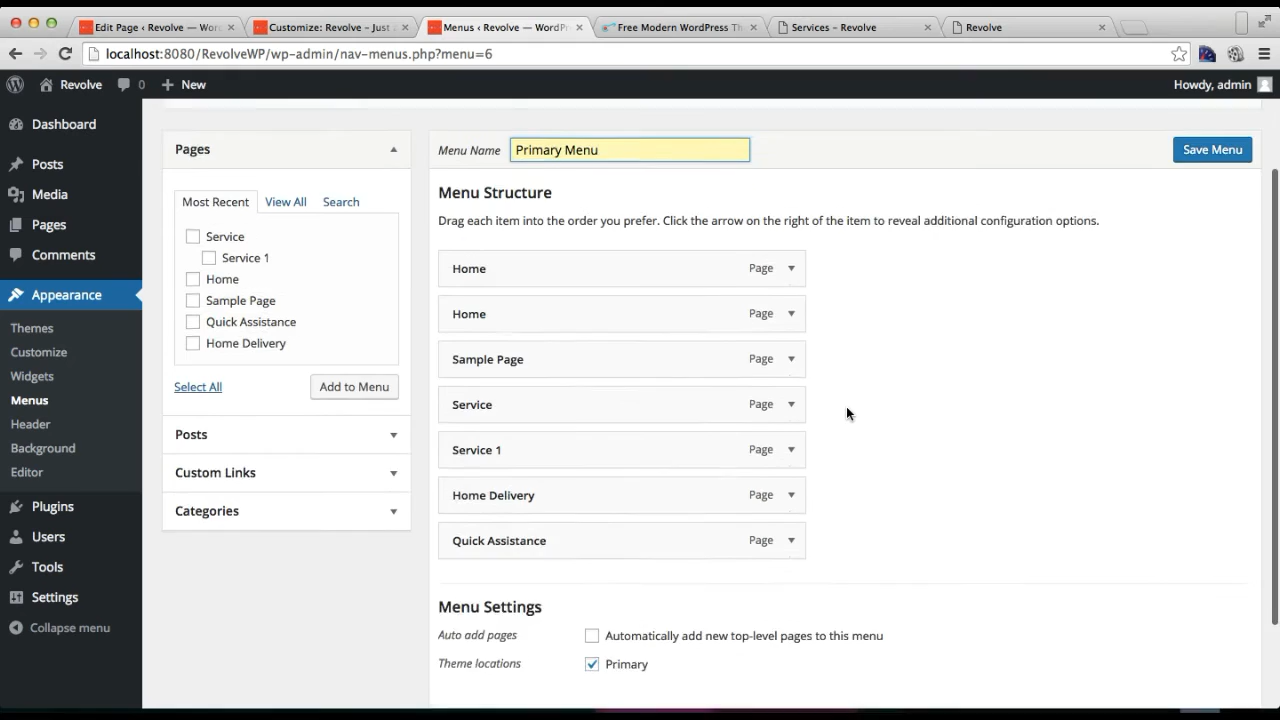 Edit Page ‹ Revolve — Wor
Customize: Revolve – Just
Menus ‹ Revolve — WordPr
Free Modern WordPress Th
Services – Revolve
Revolve
localhost:8080/RevolveWP/wp-admin/nav-menus.php?menu=6
Revolve
0
New
Howdy, admin
Dashboard
Posts
Media
Pages
Comments
Appearance
Themes
Customize
Widgets
Menus
Header
Background
Editor
Plugins
Users
Tools
Settings
Collapse menu
Pages
Most Recent
View All
Search
Service
Service 1
Home
Sample Page
Quick Assistance
Home Delivery
Select All
Add to Menu
Posts
Custom Links
Categories
Menu Name
Primary Menu
Save Menu
Menu Structure
Drag each item into the order you prefer. Click the arrow on the right of the item to reveal additional configuration options.
Home Page
Home Page
Sample Page Page
Service Page
Service 1 Page
Home Delivery Page
Quick Assistance Page
Menu Settings
Auto add pages
Automatically add new top-level pages to this menu
Theme locations
Primary